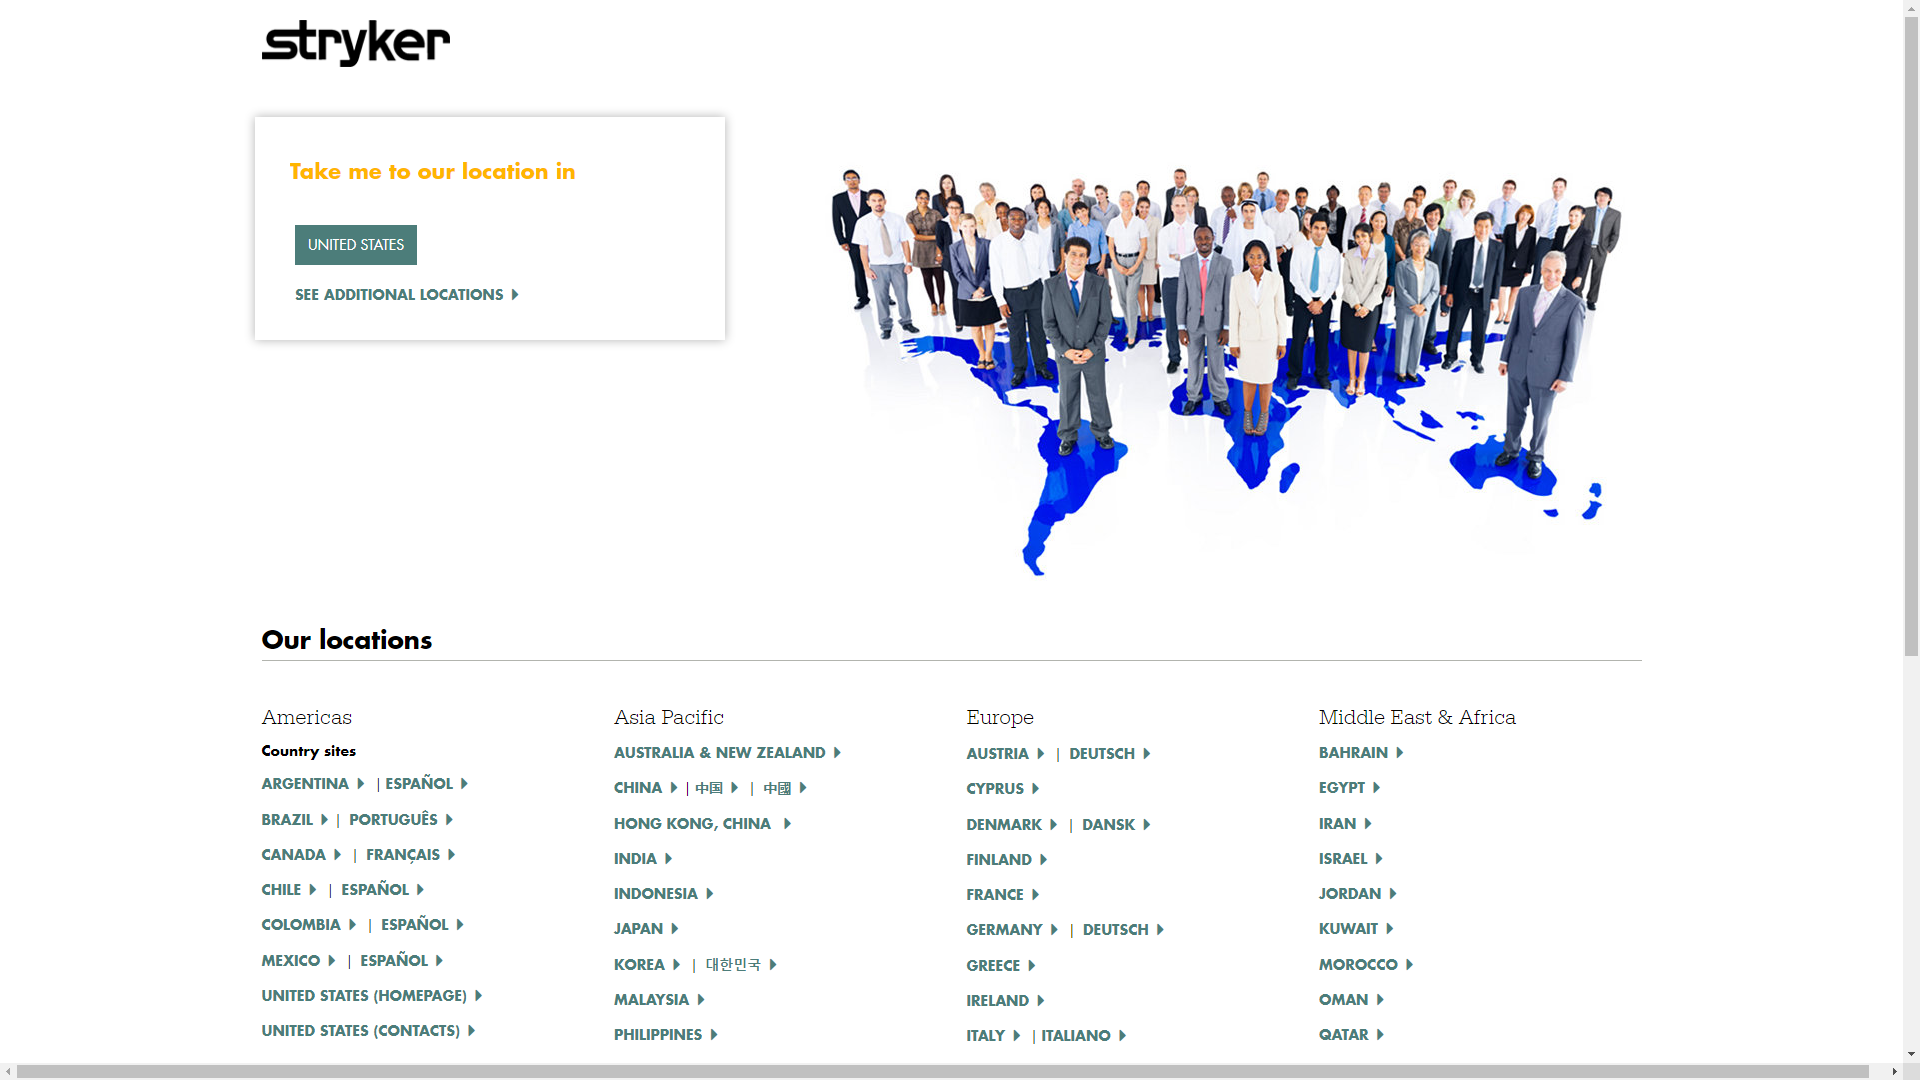 stryker
Take me to our location in
UNITED STATES
SEE ADDITIONAL LOCATIONS
Our locations
Americas
Country sites
ARGENTINA | ESPAÑOL
BRAZIL | PORTUGUÊS
CANADA | FRANÇAIS
CHILE | ESPAÑOL
COLOMBIA | ESPAÑOL
MEXICO | ESPAÑOL
UNITED STATES (HOMEPAGE)
UNITED STATES (CONTACTS)
Asia Pacific
AUSTRALIA & NEW ZEALAND
CHINA | 中国 | 中國
HONG KONG, CHINA
INDIA
INDONESIA
JAPAN
KOREA | 대한민국
MALAYSIA
PHILIPPINES
Europe
AUSTRIA | DEUTSCH
CYPRUS
DENMARK | DANSK
FINLAND
FRANCE
GERMANY | DEUTSCH
GREECE
IRELAND
ITALY | ITALIANO
Middle East & Africa
BAHRAIN
EGYPT
IRAN
ISRAEL
JORDAN
KUWAIT
MOROCCO
OMAN
QATAR